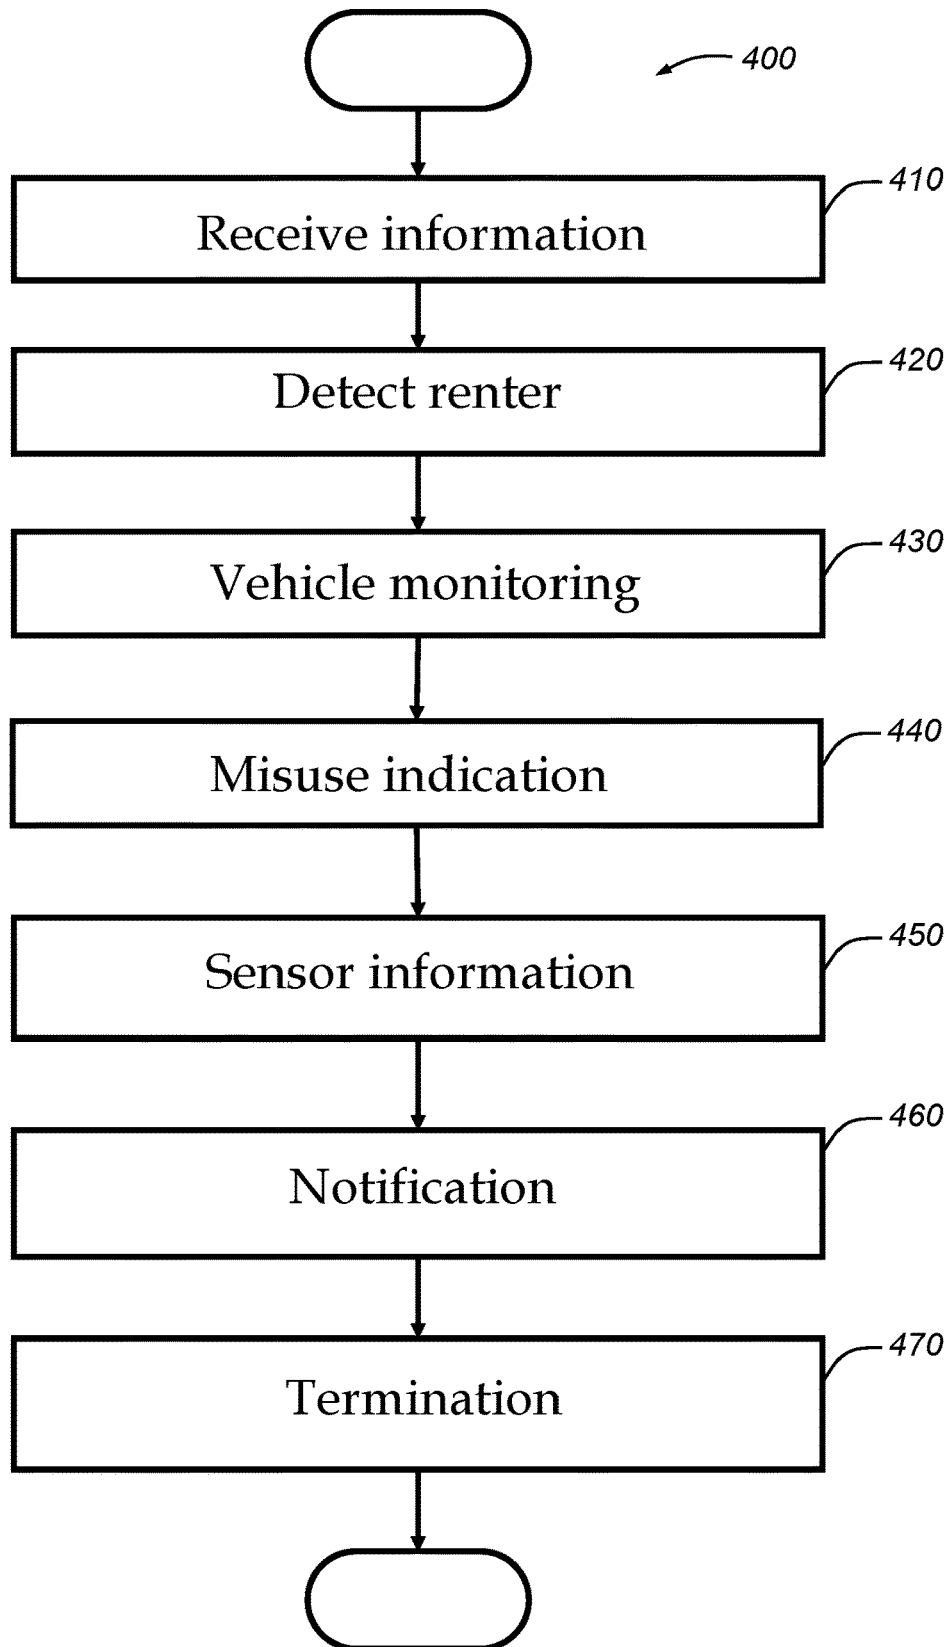 400
410
Receive information
420
Detect renter
430
Vehicle monitoring
440
Misuse indication
450
Sensor information
460
Notification
470
Termination